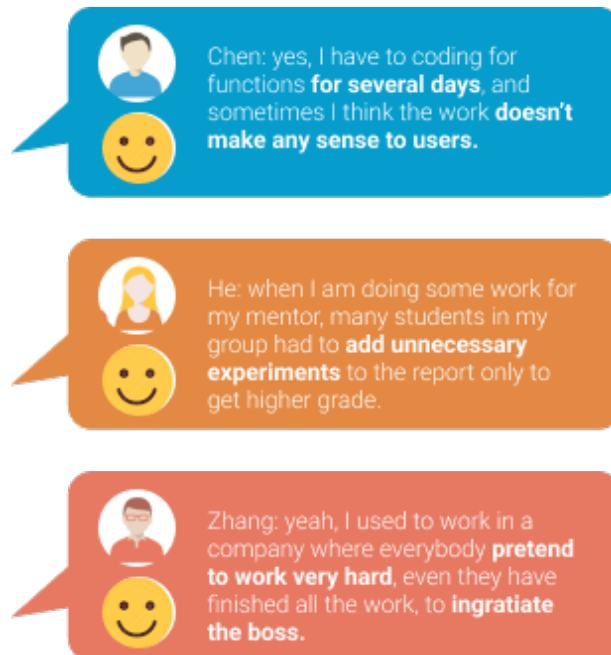 Chen: yes, I have to coding for
functions for several days, and
sometimes I think the work doesn't
make any sense to users.
He: when I am doing some work for
my mentor, many students in my
group had to add unnecessary
experiments to the report only to
get higher grade.
Zhang: yeah, I used to work in a
company where everybody pretend
to work very hard, even they have
finished all the work, to ingratiate
the boss.